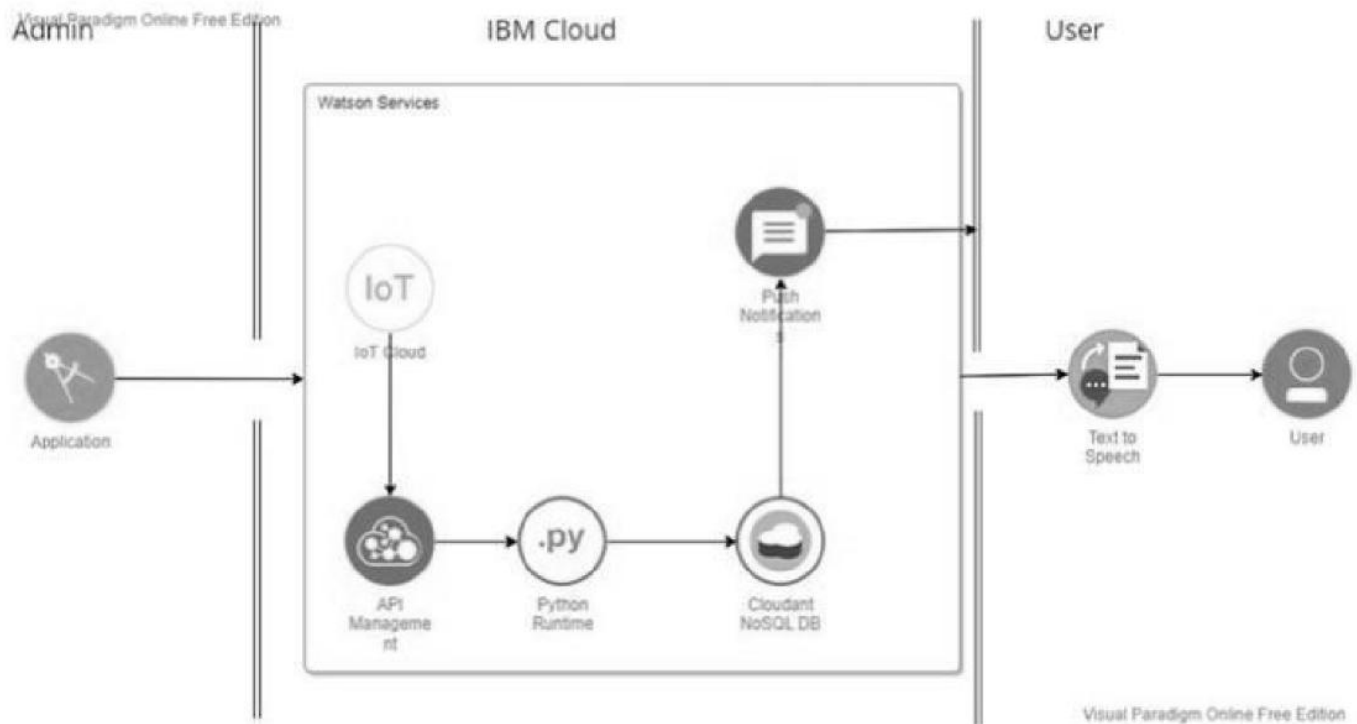 Visual Paradigm Online Free Edition
Admin
IBM Cloud
User
Watson Services
IoT
IoT Cloud
Push
Notification
s
Application
Text to
Speech
User
.py
API
Manageme
nt
Python
Runtime
Cloudant
NoSQL DB
Visual Paradigm Online Free Edition